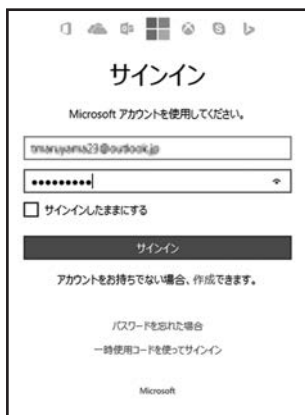 サインイン
Microsoft アカウントを使用してください。
tmaruyama23@outlook.jp
サインインしたままにする
サインイン
アカウントをお持ちでない場合、作成できます。
パスワードを忘れた場合
一時使用コードを使ってサインイン
Microsoft